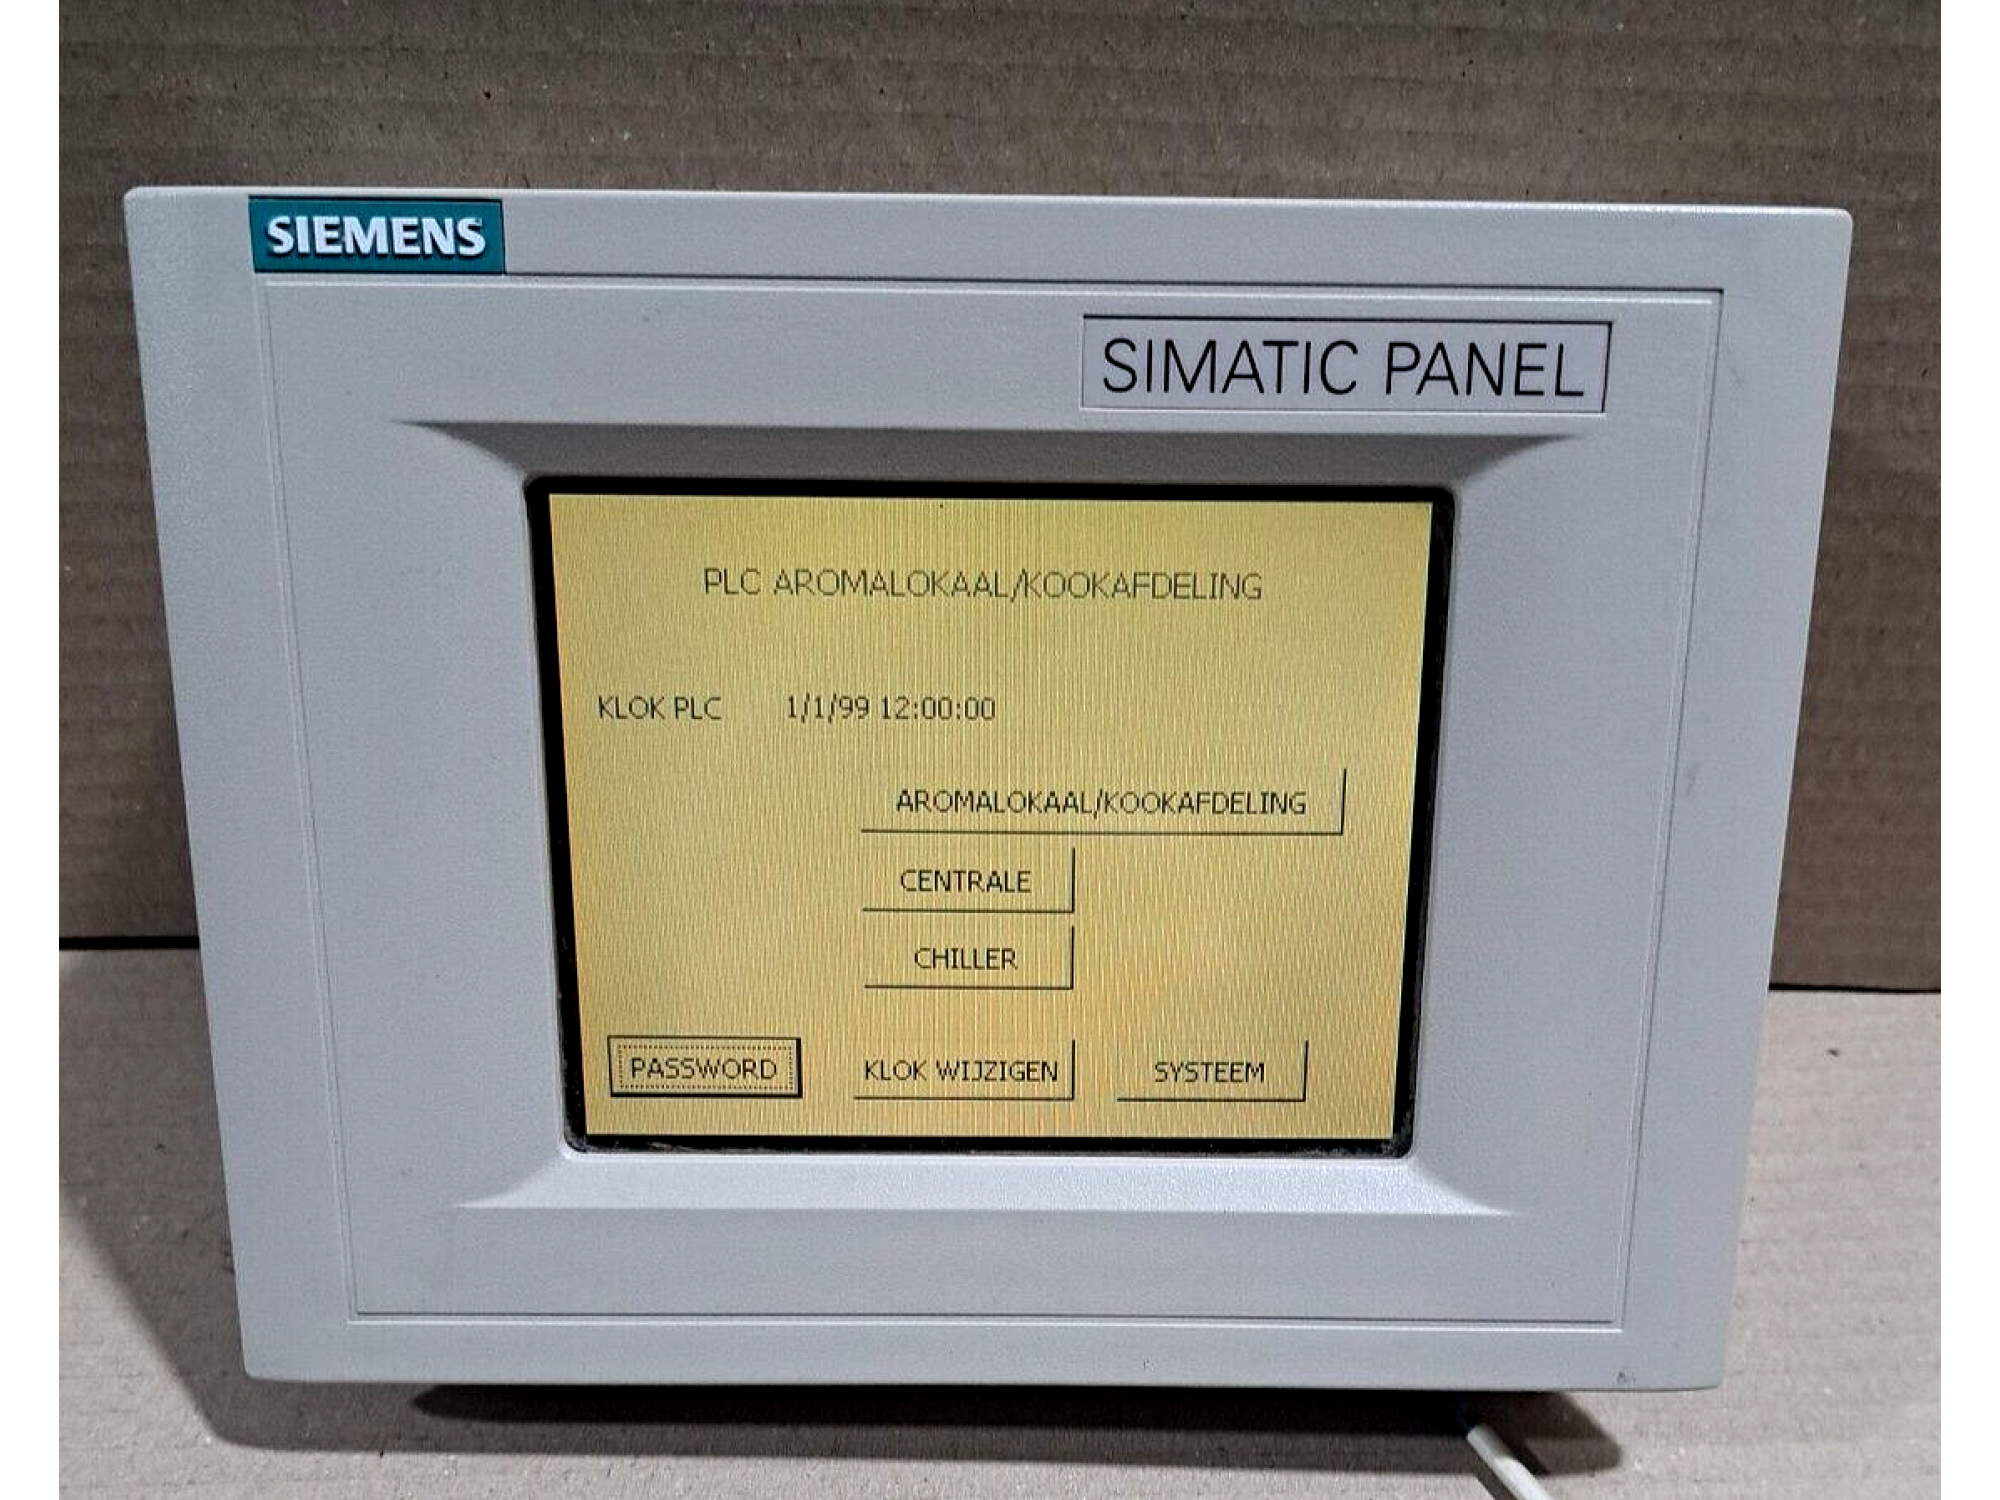 SIEMENS
SIMATIC PANEL
PLC AROMALOKAAL/KOOKAFDELING
KLOK PLC 1/1/99 12:00:00
AROMALOKAAL/KOOKAFDELING
CENTRALE
CHILLER
PASSWORD KLOK WIJZIGEN SYSTEEM